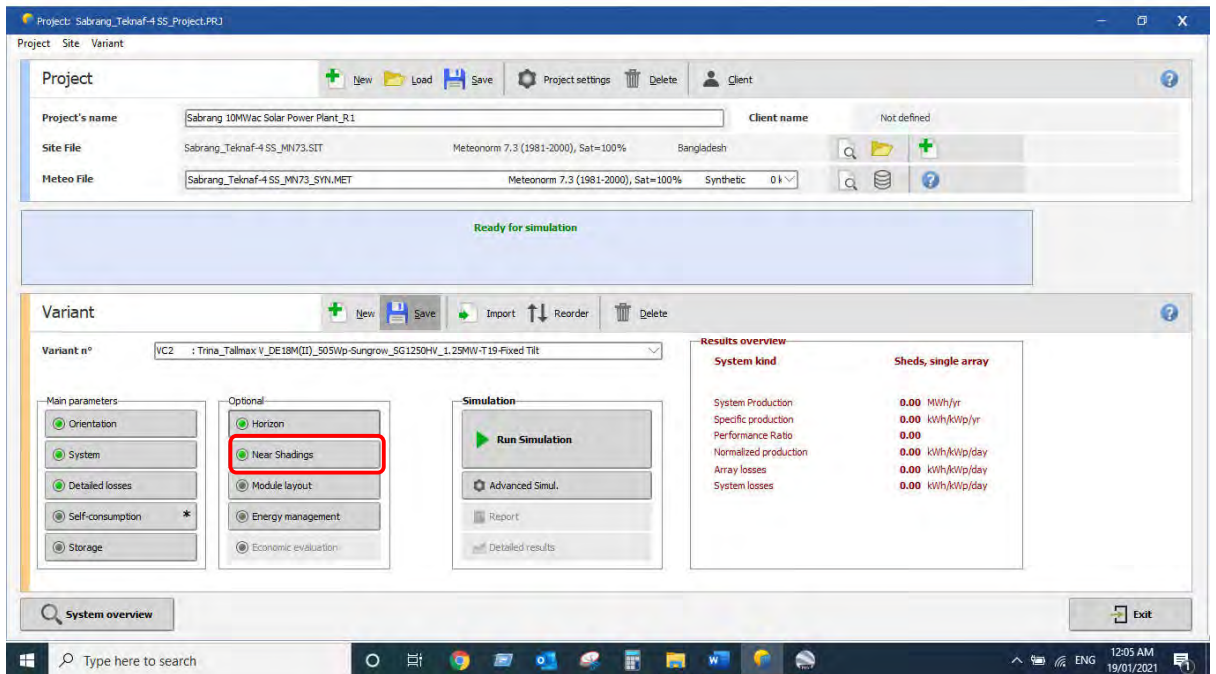 Project: Sabrang_Teknaf-4 SS_Project.PRJ
Project Site Variant
Project New Load Save Project settings Delete Client
Project's name Sabrang 10MWac Solar Power Plant_R1 Client name Not defined
Site File Sabrang_Teknaf-4 SS_MN73.SIT Meteonorm 7.3 (1981-2000), Sat=100% Bangladesh
Meteo File Sabrang_Teknaf-4 SS_MN73_SYN.MET Meteonorm 7.3 (1981-2000), Sat=100% Synthetic 0 k
Ready for simulation
Variant New Save Import Reorder Delete
Variant n° VC2 : Trina_Tallmax V_DE18M(II)_505Wp-Sungrow_SG1250HV_1.25MW-T19-Fixed Tilt
Results overview
System kind Sheds, single array
Main parameters Optional Simulation
System Production 0.00 MWh/yr
Orientation Horizon
Specific production 0.00 kWh/kWp/yr
Run Simulation
Performance Ratio 0.00
System Near Shadings
Normalized production 0.00 kWh/kWp/day
Array losses 0.00 kWh/kWp/day
Detailed losses Module layout Advanced Simul.
System losses 0.00 kWh/kWp/day
Self-consumption * Energy management Report
Storage Economic evaluation Detailed results
System overview Exit
Type here to search ENG 12:05 AM
19/01/2021